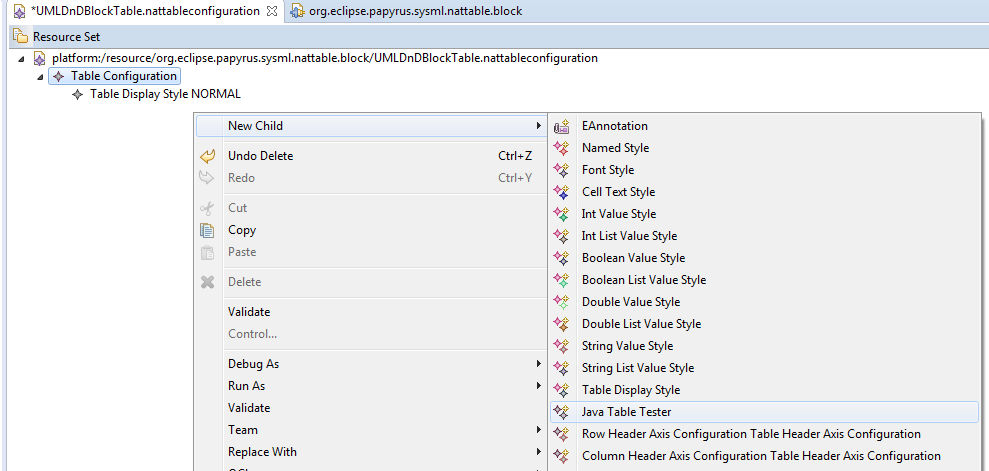 *UMLDnDBlockTable.nattableconfiguration
org.eclipse.papyrus.sysml.nattable.block
Resource Set
platform:/resource/org.eclipse.papyrus.sysml.nattable.block/UMLDnDBlockTable.nattableconfiguration
Table Configuration
Table Display Style NORMAL
New Child
Undo Delete Ctrl+Z
Redo Ctrl+Y
Cut
Copy
Paste
Delete
Validate
Control...
Debug As
Run As
Validate
Team
Replace With
EAnnotation
Named Style
Font Style
Cell Text Style
Int Value Style
Int List Value Style
Boolean Value Style
Boolean List Value Style
Double Value Style
Double List Value Style
String Value Style
String List Value Style
Table Display Style
Java Table Tester
Row Header Axis Configuration Table Header Axis Configuration
Column Header Axis Configuration Table Header Axis Configuration